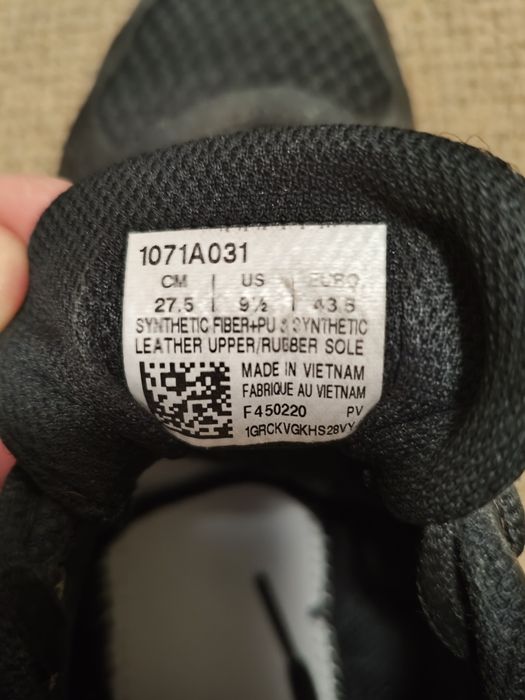 1071A031
CM | US | EURO
27.5 | 9½ | 43.5
SYNTHETIC FIBER+PU & SYNTHETIC
LEATHER UPPER/RUBBER SOLE
MADE IN VIETNAM
FABRIQUE AU VIETNAM
F450220 PV
1GRCKVGKHS28VY